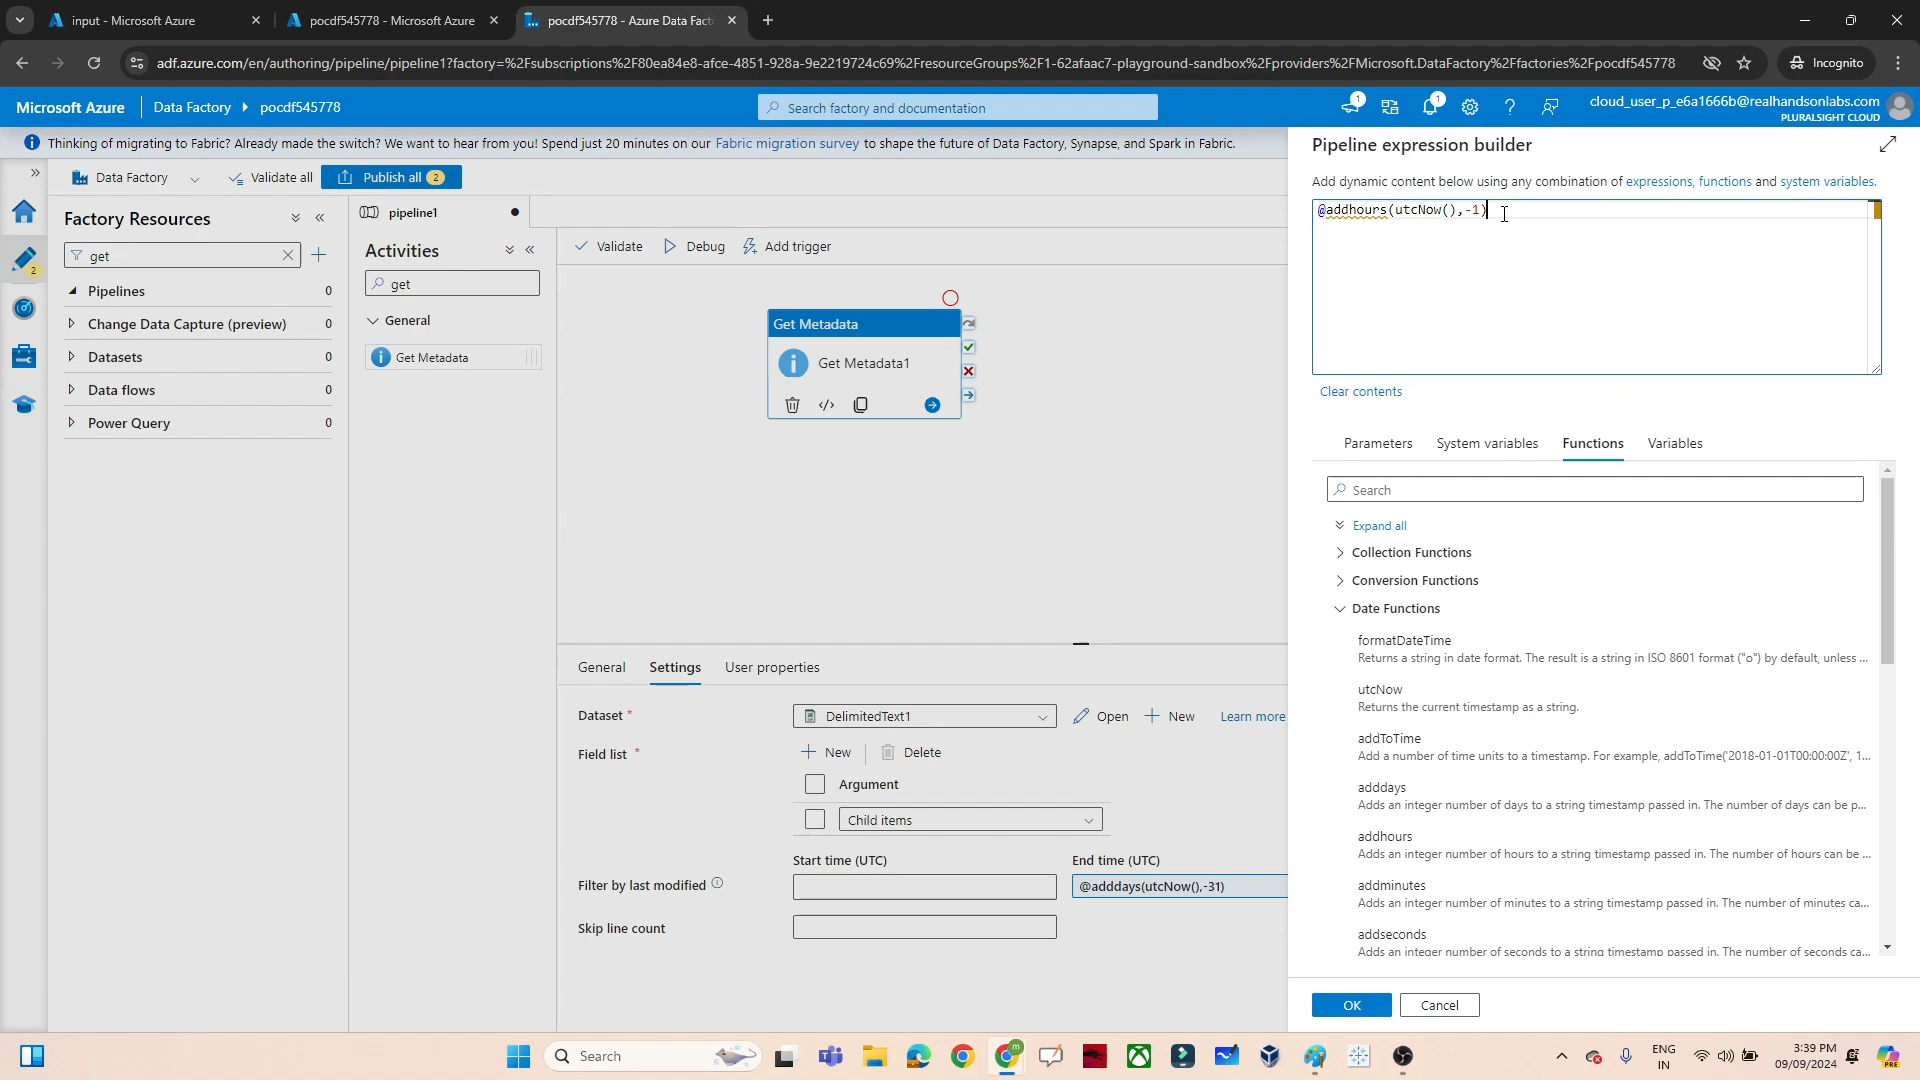 input - Microsoft Azure
pocdf545778 - Microsoft Azure
pocdf545778 - Azure Data Fact
adf.azure.com/en/authoring/pipeline/pipeline1?factory=%2Fsubscriptions%2F80ea84e8-afce-4851-928a-9e2219724c69%2FresourceGroups%2F1-62afaac7-playground-sandbox%2Fproviders%2FMicrosoft.DataFactory%2Ffactories%2Fpocdf545778
Incognito
Microsoft Azure
Data Factory
pocdf545778
Search factory and documentation
1
1
cloud_user_p_e6a1666b@realhandsonlabs.com
PLURALSIGHT CLOUD
Thinking of migrating to Fabric? Already made the switch? We want to hear from you! Spend just 20 minutes on our Fabric migration survey to shape the future of Data Factory, Synapse, and Spark in Fabric.
Data Factory
Validate all
Publish all 2
Factory Resources
get
2
Pipelines 0
Change Data Capture (preview) 0
Datasets 0
Data flows 0
Power Query 0
pipeline1
Activities
get
General
Get Metadata
Validate
Debug
Add trigger
Get Metadata
Get Metadata1
General
Settings
User properties
Dataset *
DelimitedText1
Open
New
Learn more
Field list *
New
Delete
Argument
Child items
Start time (UTC)
End time (UTC)
Filter by last modified
@adddays(utcNow(),-31)
Skip line count
Pipeline expression builder
Add dynamic content below using any combination of expressions, functions and system variables.
@addhours(utcNow(),-1)
Clear contents
Parameters
System variables
Functions
Variables
Search
Expand all
Collection Functions
Conversion Functions
Date Functions
formatDateTime
Returns a string in date format. The result is a string in ISO 8601 format ("o") by default, unless ...
utcNow
Returns the current timestamp as a string.
addToTime
Add a number of time units to a timestamp. For example, addToTime('2018-01-01T00:00:00Z', 1...
adddays
Adds an integer number of days to a string timestamp passed in. The number of days can be p...
addhours
Adds an integer number of hours to a string timestamp passed in. The number of hours can be ...
addminutes
Adds an integer number of minutes to a string timestamp passed in. The number of minutes ca...
addseconds
Adds an integer number of seconds to a string timestamp passed in. The number of seconds ca...
OK
Cancel
Search
m
ENG
IN
3:39 PM
09/09/2024
PRE